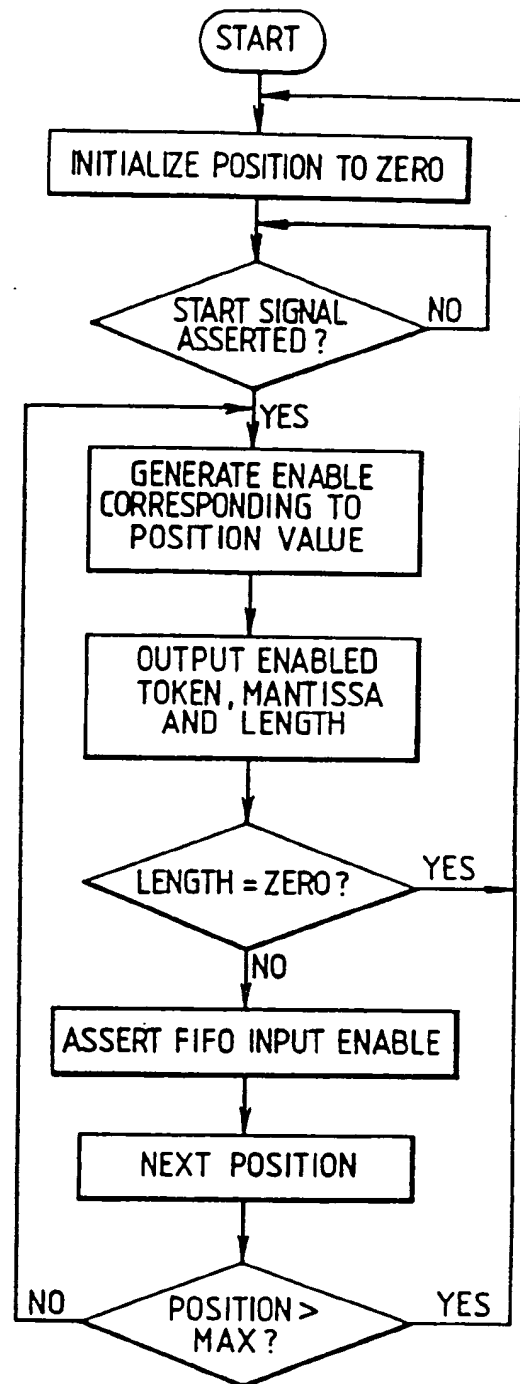 START
INITIALIZE POSITION TO ZERO
START SIGNAL
ASSERTED ?
NO
YES
GENERATE ENABLE
CORRESPONDING TO
POSITION VALUE
OUTPUT ENABLED
TOKEN, MANTISSA
AND LENGTH
LENGTH = ZERO ?
YES
NO
ASSERT FIFO INPUT ENABLE
NEXT POSITION
POSITION >
MAX ?
NO
YES